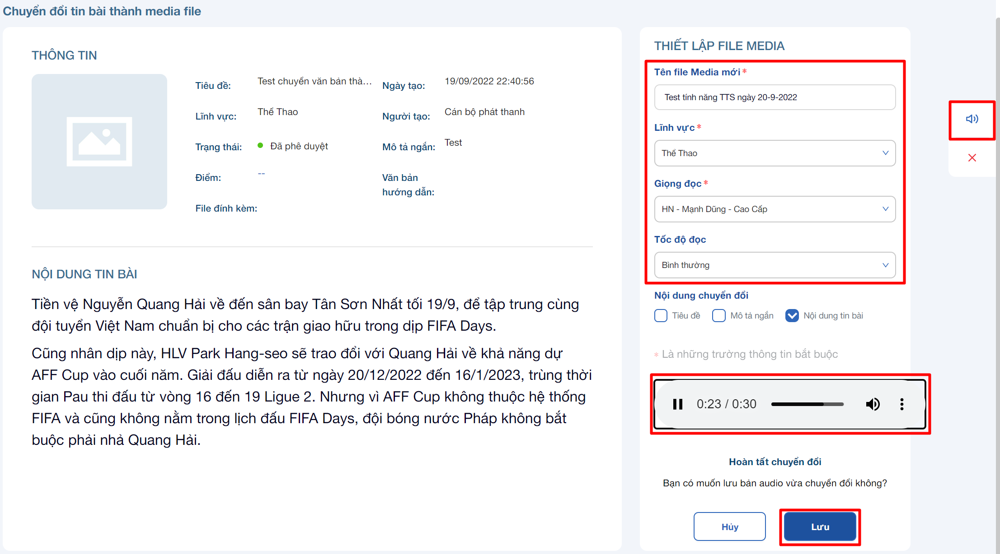 Chuyển đổi tin bài thành media file
THÔNG TIN
Tiêu đề:
Test chuyển văn bản thà...
Ngày tạo:
19/09/2022 22:40:56
Lĩnh vực:
Thể Thao
Người tạo:
Cán bộ phát thanh
Trạng thái:
Đã phê duyệt
Mô tả ngắn:
Test
Điểm:
--
Văn bản
hướng dẫn:
File đính kèm:
NỘI DUNG TIN BÀI
Tiền vệ Nguyễn Quang Hải về đến sân bay Tân Sơn Nhất tối 19/9, để tập trung cùng
đội tuyển Việt Nam chuẩn bị cho các trận giao hữu trong dịp FIFA Days.
Cũng nhân dịp này, HLV Park Hang-seo sẽ trao đổi với Quang Hải về khả năng dự
AFF Cup vào cuối năm. Giải đấu diễn ra từ ngày 20/12/2022 đến 16/1/2023, trùng thời
gian Pau thi đấu từ vòng 16 đến 19 Ligue 2. Nhưng vì AFF Cup không thuộc hệ thống
FIFA và cũng không nằm trong lịch đấu FIFA Days, đội bóng nước Pháp không bắt
buộc phải nhả Quang Hải.
THIẾT LẬP FILE MEDIA
Tên file Media mới *
Test tính năng TTS ngày 20-9-2022
Lĩnh vực *
Thể Thao
Giọng đọc *
HN - Mạnh Dũng - Cao Cấp
Tốc độ đọc
Bình thường
Nội dung chuyển đổi
Tiêu đề
Mô tả ngắn
Nội dung tin bài
* Là những trường thông tin bắt buộc
0:23 / 0:30
Hoàn tất chuyển đổi
Bạn có muốn lưu bản audio vừa chuyển đổi không?
Hủy
Lưu